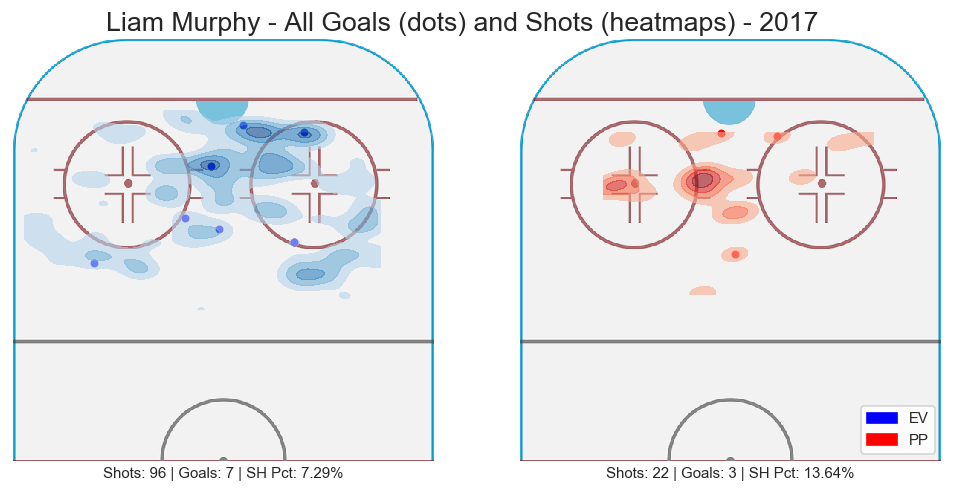 Liam Murphy - All Goals (dots) and Shots (heatmaps) - 2017
EV
PP
Shots: 96 | Goals: 7 | SH Pct: 7.29%
Shots: 22 | Goals: 3 | SH Pct: 13.64%